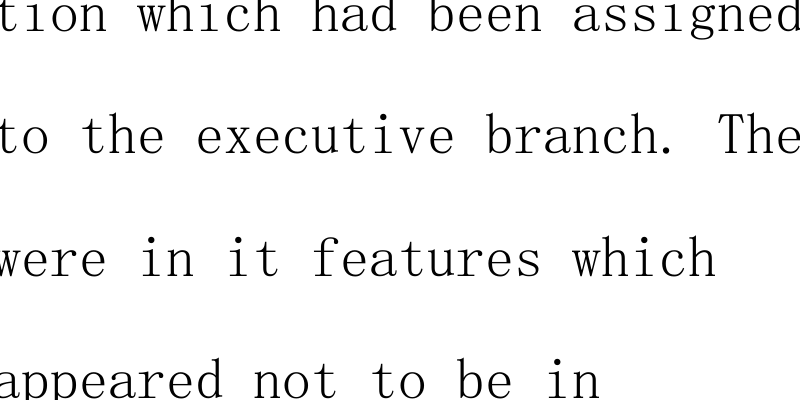 tion which had been assigned
to the executive branch. The
were in it features which
appeared not to be in